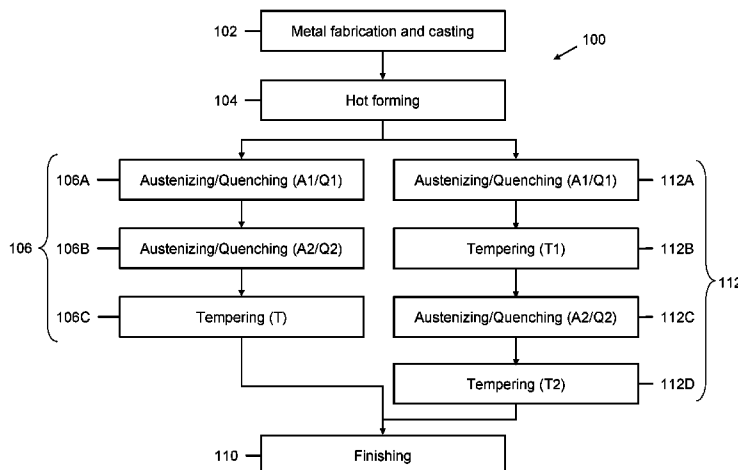 102
Metal fabrication and casting
100
104
Hot forming
106A
Austenizing/Quenching (A1/Q1)
Austenizing/Quenching (A1/Q1)
112A
106
106B
Austenizing/Quenching (A2/Q2)
Tempering (T1)
112B
112
106C
Tempering (T)
Austenizing/Quenching (A2/Q2)
112C
Tempering (T2)
112D
110
Finishing